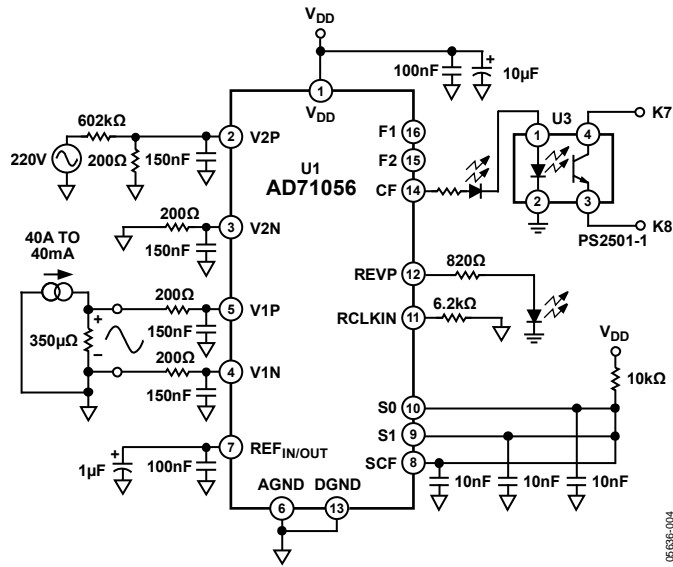 VDD
100nF
10µF
+
1
VDD
602kΩ
220V
200Ω
150nF
2
V2P
U1
AD71056
F1
16
F2
15
CF
14
U3
1
4
2
3
K7
K8
PS2501-1
200Ω
150nF
3
V2N
40A TO
40mA
350µΩ
+
–
200Ω
150nF
5
V1P
200Ω
150nF
4
V1N
REVP
12
820Ω
RCLKIN
11
6.2kΩ
VDD
10kΩ
S0
10
S1
9
SCF
8
10nF
10nF
10nF
+
1µF
100nF
7
REFIN/OUT
AGND
DGND
6
13
05636-004